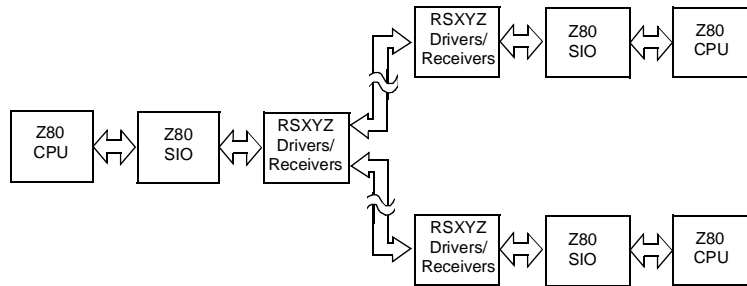 RSXYZ
Drivers/
Receivers
Z80
SIO
Z80
CPU
Z80
CPU
Z80
SIO
RSXYZ
Drivers/
Receivers
RSXYZ
Drivers/
Receivers
Z80
SIO
Z80
CPU